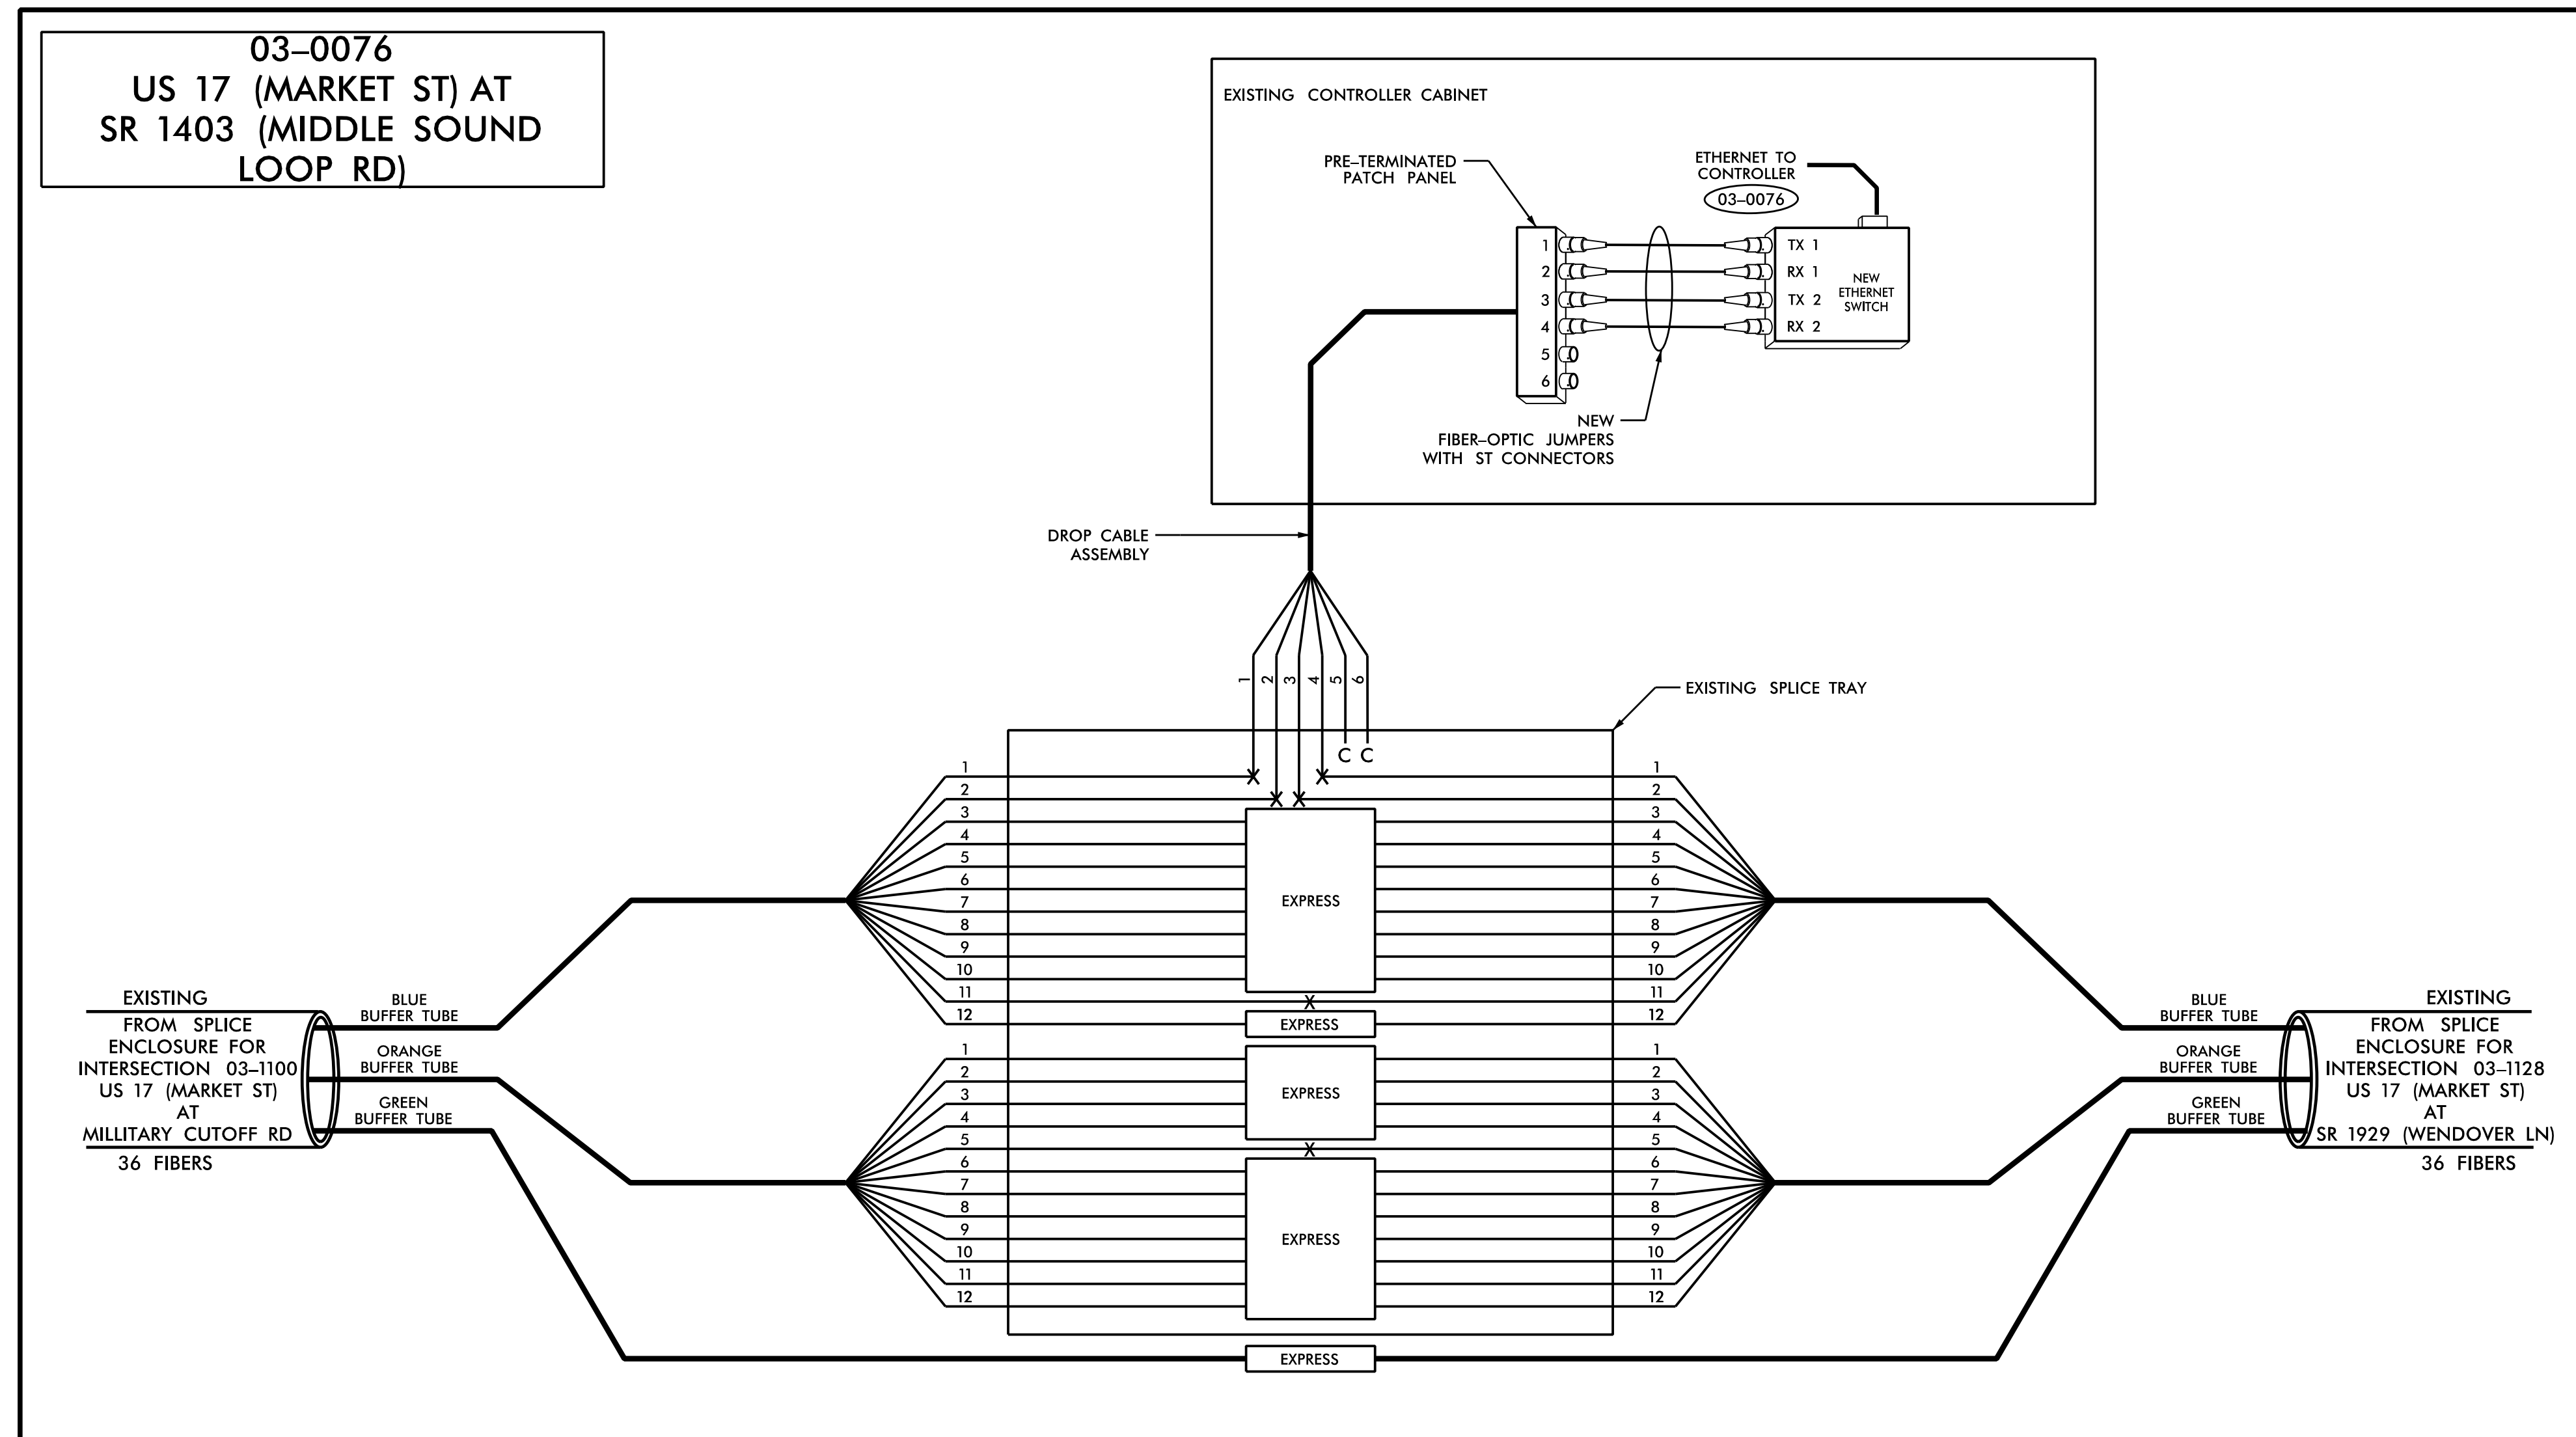 03–0076
US 17 (MARKET ST) AT
SR 1403 (MIDDLE SOUND
LOOP RD)
EXISTING CONTROLLER CABINET
PRE–TERMINATED
PATCH PANEL
ETHERNET TO
CONTROLLER
03–0076
1
2
3
4
5
6
TX 1
RX 1
TX 2
RX 2
NEW
ETHERNET
SWITCH
NEW
FIBER–OPTIC JUMPERS
WITH ST CONNECTORS
DROP CABLE
ASSEMBLY
1 2 3 4 5 6
EXISTING SPLICE TRAY
C C
1 X X 1
2 X X 2
3 3
4 4
5 5
6 6
EXPRESS
7 7
8 8
9 9
10 10
11 X 11
12 EXPRESS 12
1 1
2 2
EXPRESS
3 3
4 4
5 X 5
6 6
7 7
8 8
9 9
EXPRESS
10 10
11 11
12 12
EXPRESS
EXISTING
FROM SPLICE
ENCLOSURE FOR
INTERSECTION 03–1100
US 17 (MARKET ST)
AT
MILLITARY CUTOFF RD
36 FIBERS
BLUE
BUFFER TUBE
ORANGE
BUFFER TUBE
GREEN
BUFFER TUBE
BLUE
BUFFER TUBE
ORANGE
BUFFER TUBE
GREEN
BUFFER TUBE
EXISTING
FROM SPLICE
ENCLOSURE FOR
INTERSECTION 03–1128
US 17 (MARKET ST)
AT
SR 1929 (WENDOVER LN)
36 FIBERS